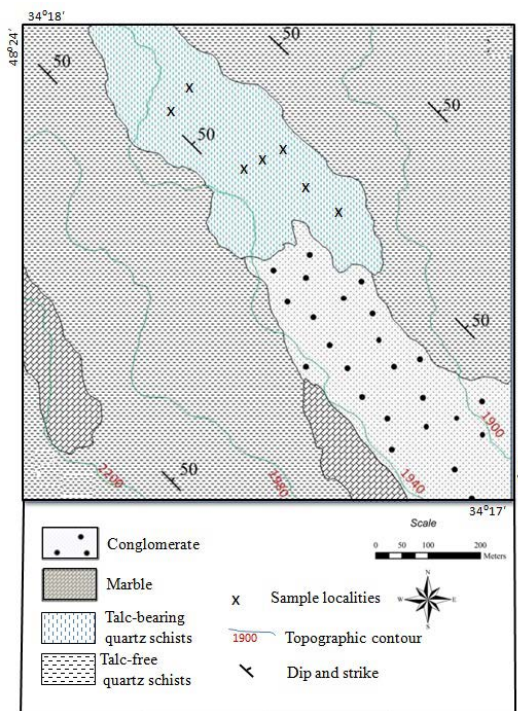 34°18′
48°24′
50
50
50
50
50
50
1900
2200
1980
1940
34°17′
Scale
0 50 100 200
Meters
Conglomerate
Marble
Talc-bearing
quartz schists
Talc-free
quartz schists
x Sample localities
1900 Topographic contour
Dip and strike
N
W E
S